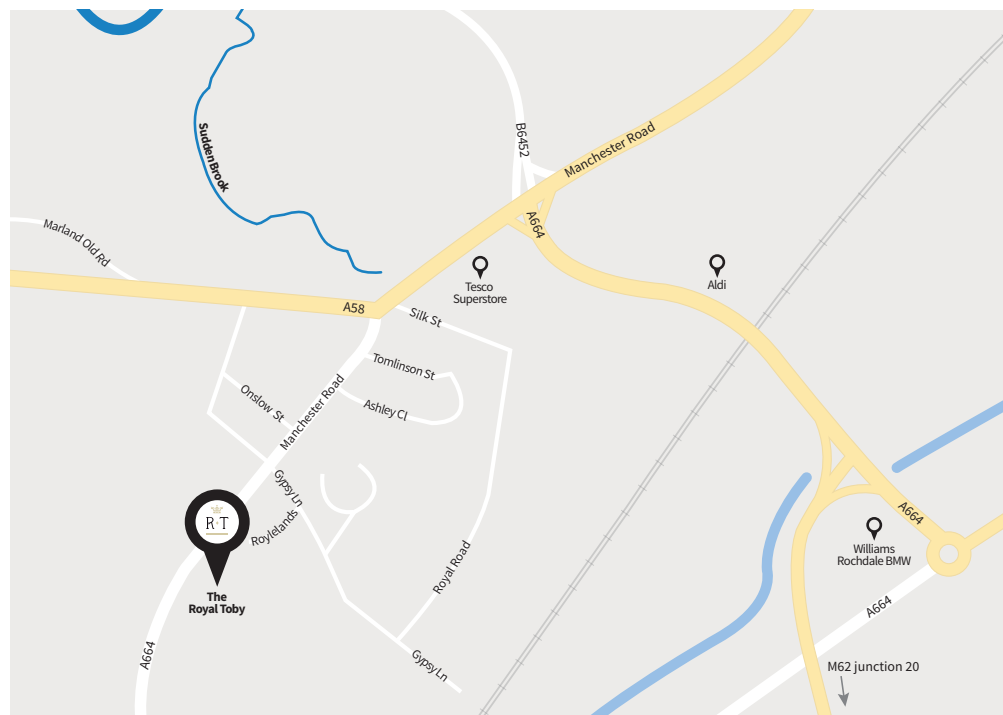 B6452
Manchester Road
Sudden Brook
A664
Marland Old Rd
Tesco
Superstore
Aldi
A58
Silk St
Tomlinson St
Onslow St
Manchester Road
Ashley Cl
Gypsy Ln
R·T
Roylelands
The
Royal Toby
Royal Road
A664
Williams
Rochdale BMW
A664
A664
Gypsy Ln
M62 junction 20